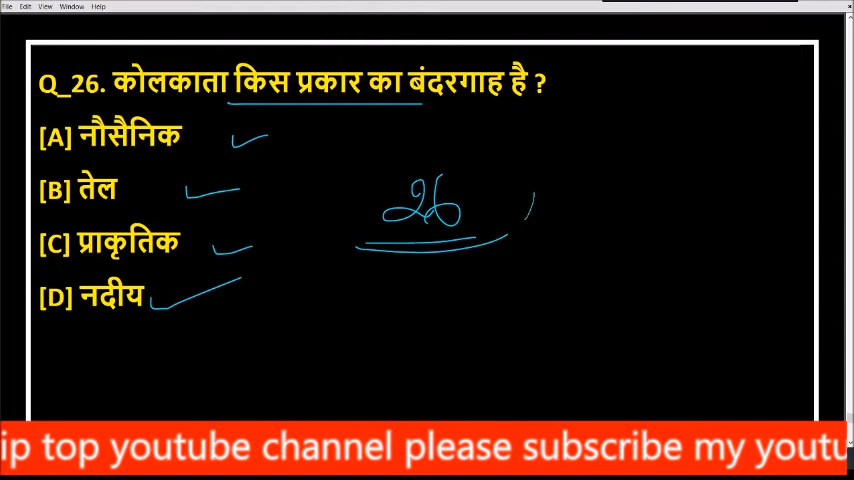 File Edit View Window Help
Q_26. कोलकाता किस प्रकार का बंदरगाह है ?
[A] नौसैनिक
[B] तेल
26
[C] प्राकृतिक
[D] नदीय
ip top youtube channel please subscribe my youtu